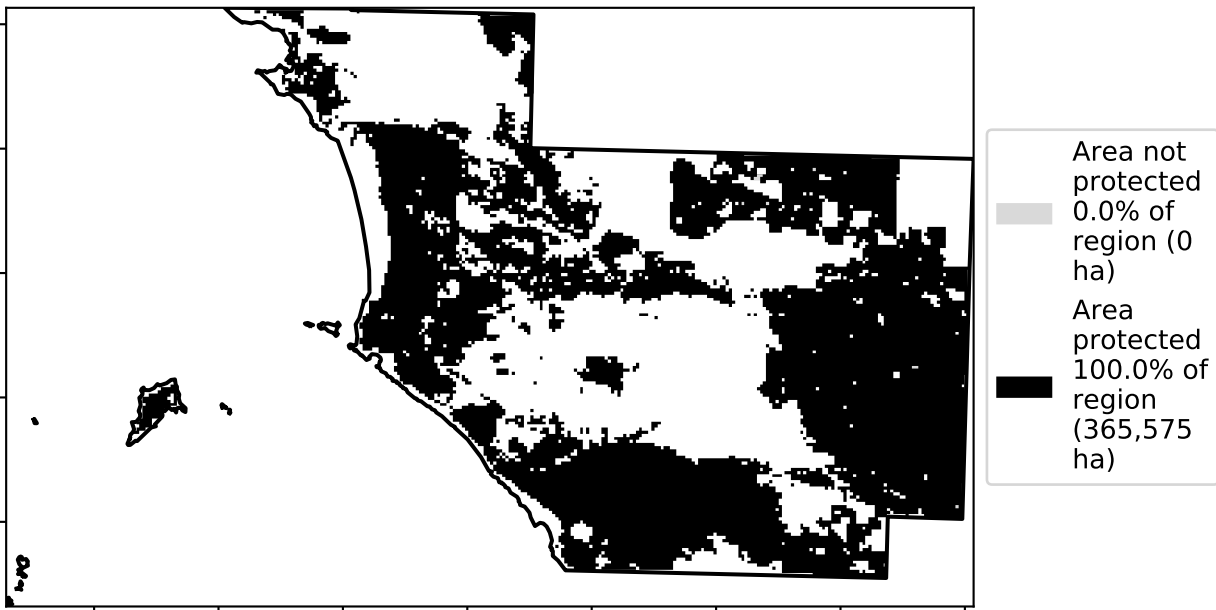 Area not
protected
0.0% of
region (0
ha)
Area
protected
100.0% of
region
(365,575
ha)